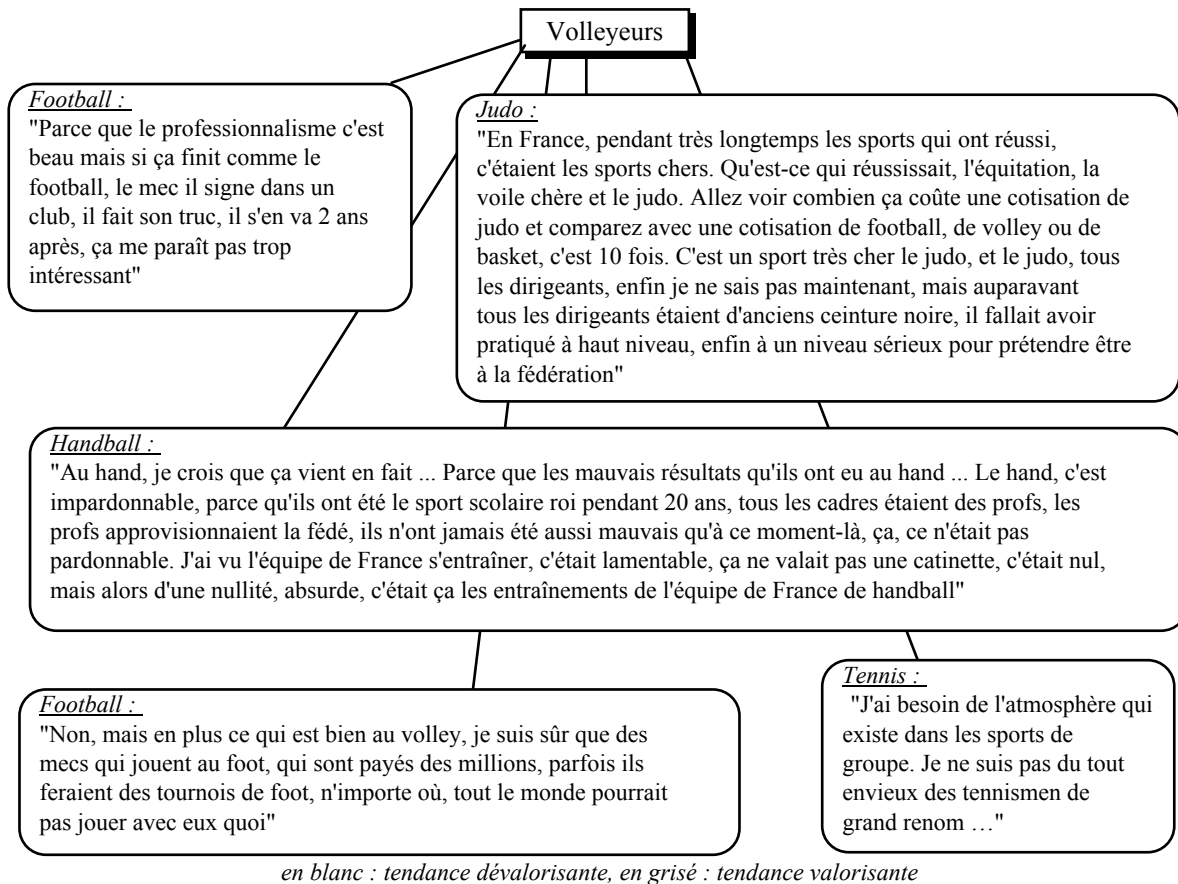 Volleyeurs
Football :
"Parce que le professionnalisme c'est
beau mais si ça finit comme le
football, le mec il signe dans un
club, il fait son truc, il s'en va 2 ans
après, ça me paraît pas trop
intéressant"
Judo :
"En France, pendant très longtemps les sports qui ont réussi,
c'étaient les sports chers. Qu'est-ce qui réussissait, l'équitation, la
voile chère et le judo. Allez voir combien ça coûte une cotisation de
judo et comparez avec une cotisation de football, de volley ou de
basket, c'est 10 fois. C'est un sport très cher le judo, et le judo, tous
les dirigeants, enfin je ne sais pas maintenant, mais auparavant
tous les dirigeants étaient d'anciens ceinture noire, il fallait avoir
pratiqué à haut niveau, enfin à un niveau sérieux pour prétendre être
à la fédération"
Handball :
"Au hand, je crois que ça vient en fait ... Parce que les mauvais résultats qu'ils ont eu au hand ... Le hand, c'est
impardonnable, parce qu'ils ont été le sport scolaire roi pendant 20 ans, tous les cadres étaient des profs, les
profs approvisionnaient la fédé, ils n'ont jamais été aussi mauvais qu'à ce moment-là, ça, ce n'était pas
pardonnable. J'ai vu l'équipe de France s'entraîner, c'était lamentable, ça ne valait pas une catinette, c'était nul,
mais alors d'une nullité, absurde, c'était ça les entraînements de l'équipe de France de handball"
Football :
"Non, mais en plus ce qui est bien au volley, je suis sûr que des
mecs qui jouent au foot, qui sont payés des millions, parfois ils
feraient des tournois de foot, n'importe où, tout le monde pourrait
pas jouer avec eux quoi"
Tennis :
"J'ai besoin de l'atmosphère qui
existe dans les sports de
groupe. Je ne suis pas du tout
envieux des tennismen de
grand renom …"
en blanc : tendance dévalorisante, en grisé : tendance valorisante